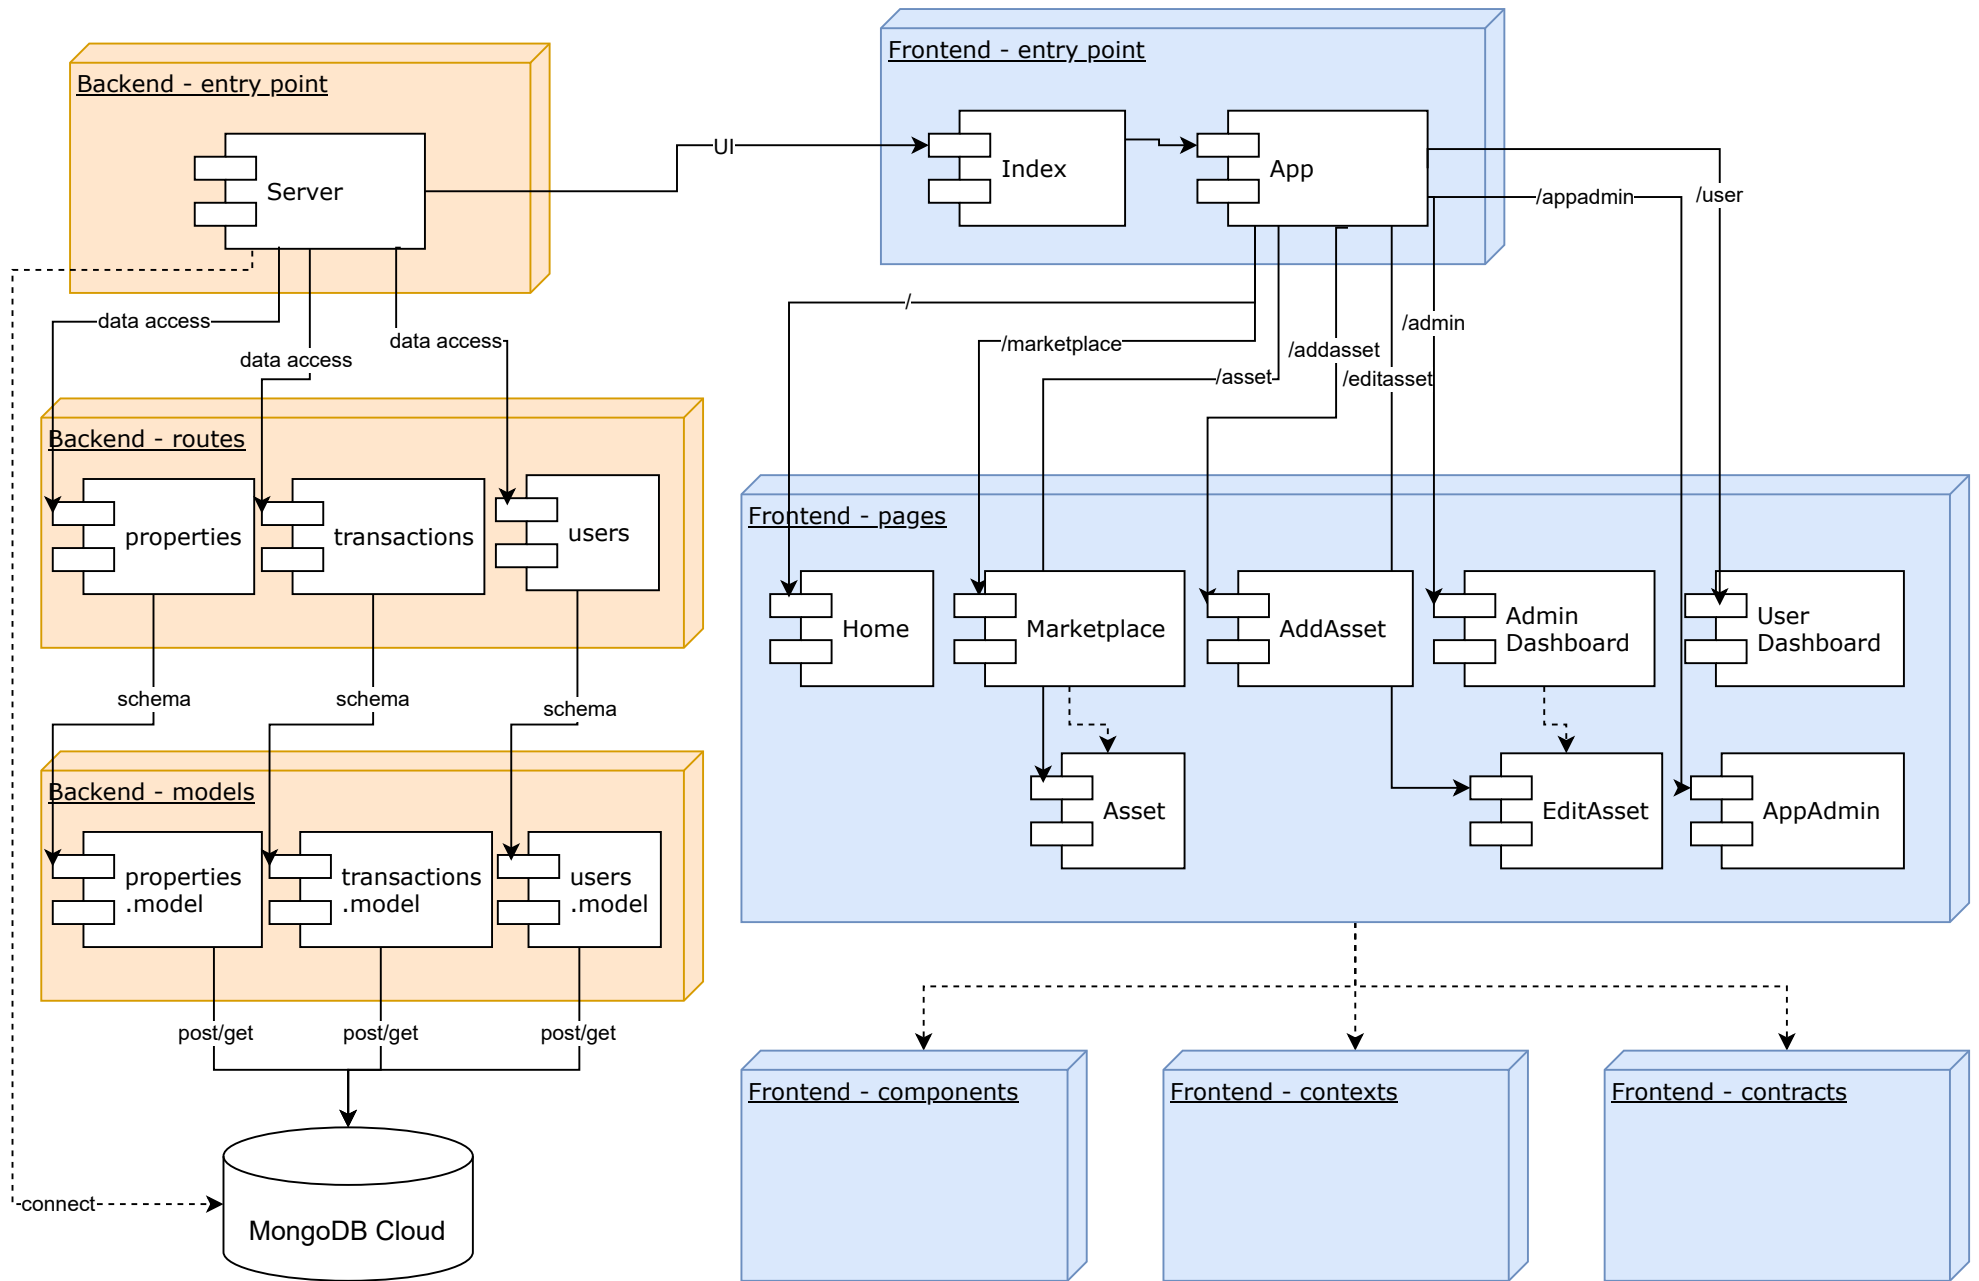 Backend - entry point
Server
Frontend - entry point
Index
App
UI
/appadmin
/user
data access
data access
data access
/
/marketplace
/asset
/addasset
/editasset
/admin
Backend - routes
properties
transactions
users
Frontend - pages
Home
Marketplace
AddAsset
Admin
Dashboard
User
Dashboard
Asset
EditAsset
AppAdmin
schema
schema
schema
Backend - models
properties
.model
transactions
.model
users
.model
post/get
post/get
post/get
connect
MongoDB Cloud
Frontend - components
Frontend - contexts
Frontend - contracts